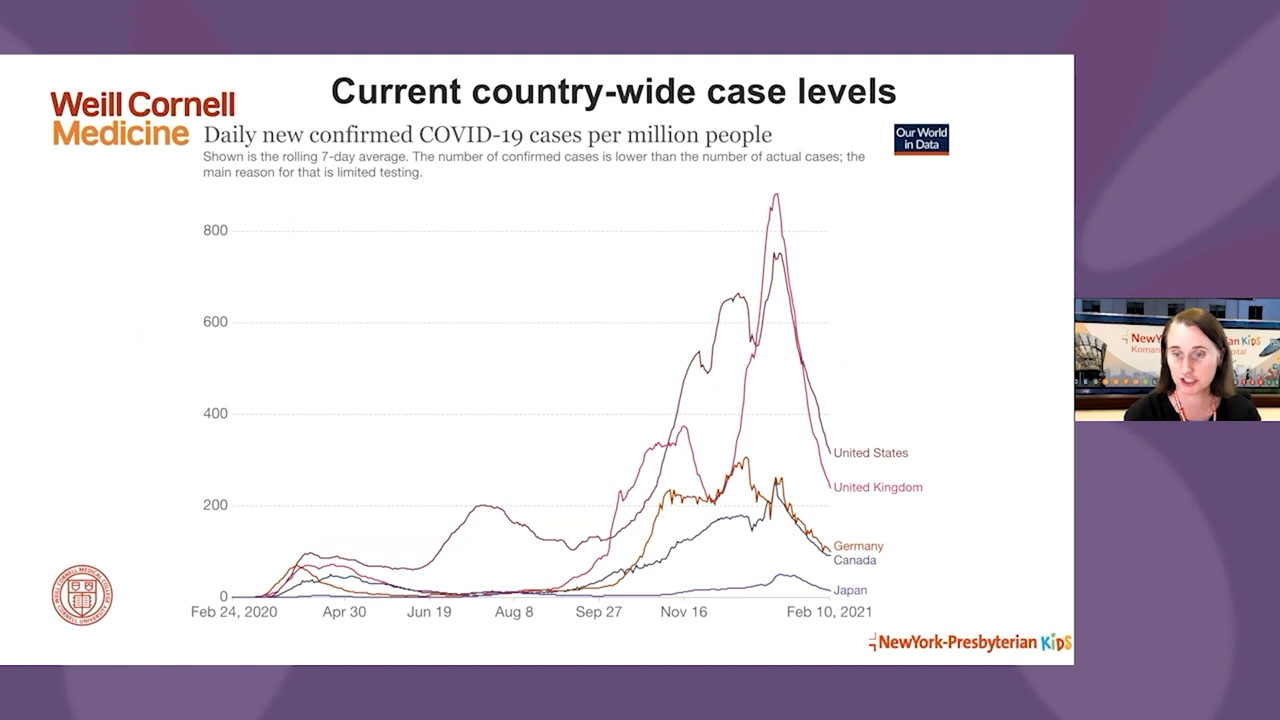 Current country-wide case levels
Weill Cornell
Medicine
Daily new confirmed COVID-19 cases per million people
Shown is the rolling 7-day average. The number of confirmed cases is lower than the number of actual cases; the
main reason for that is limited testing.
Our World
in Data
800
600
400
200
0
United States
United Kingdom
Germany
Canada
Japan
Feb 24, 2020
Apr 30
Jun 19
Aug 8
Sep 27
Nov 16
Feb 10, 2021
NewYork-Presbyterian KiDS